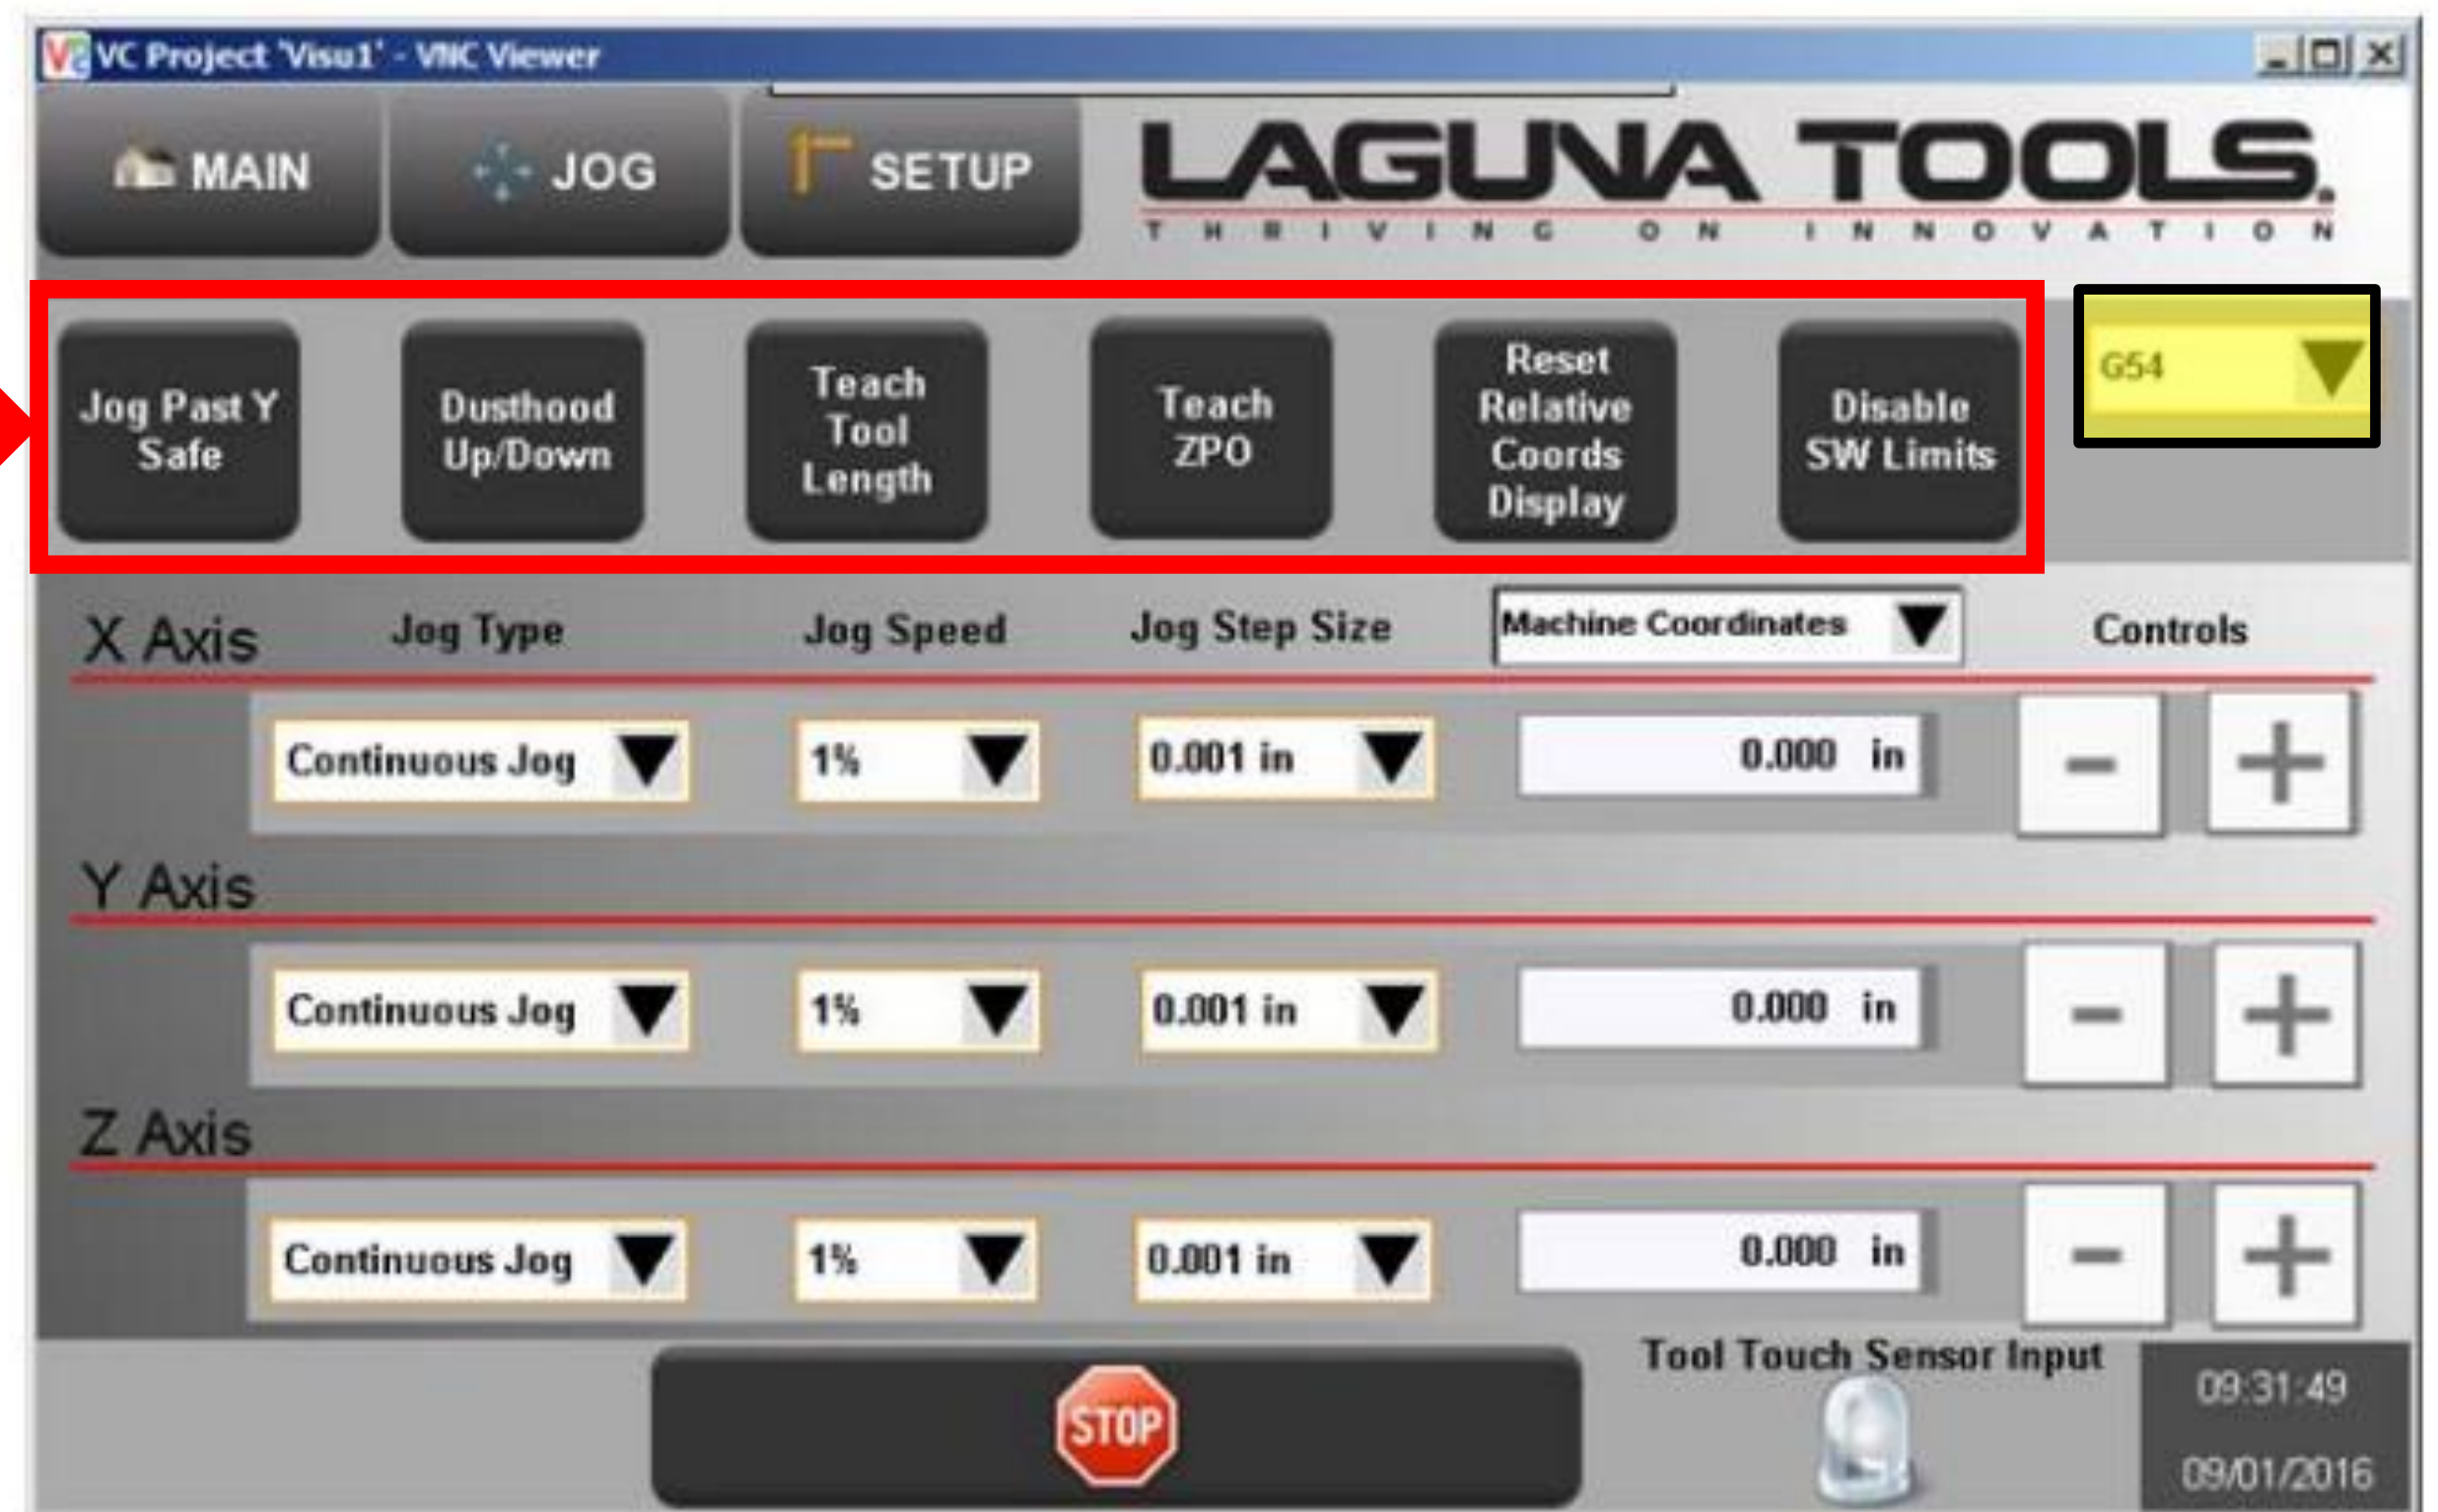 VC Project 'Visu1' - VNC Viewer
MAIN
JOG
SETUP
LAGUNA TOOLS
THRIVING ON INNOVATION
Jog Past Y
Safe
Dusthood
Up/Down
Teach
Tool
Length
Teach
ZPO
Reset
Relative
Coords
Display
Disable
SW Limits
G54
X Axis
Jog Type
Jog Speed
Jog Step Size
Machine Coordinates
Controls
Continuous Jog
1%
0.001 in
0.000 in
-
+
Y Axis
Continuous Jog
1%
0.001 in
0.000 in
-
+
Z Axis
Continuous Jog
1%
0.001 in
0.000 in
-
+
STOP
Tool Touch Sensor Input
09:31:49
09/01/2016